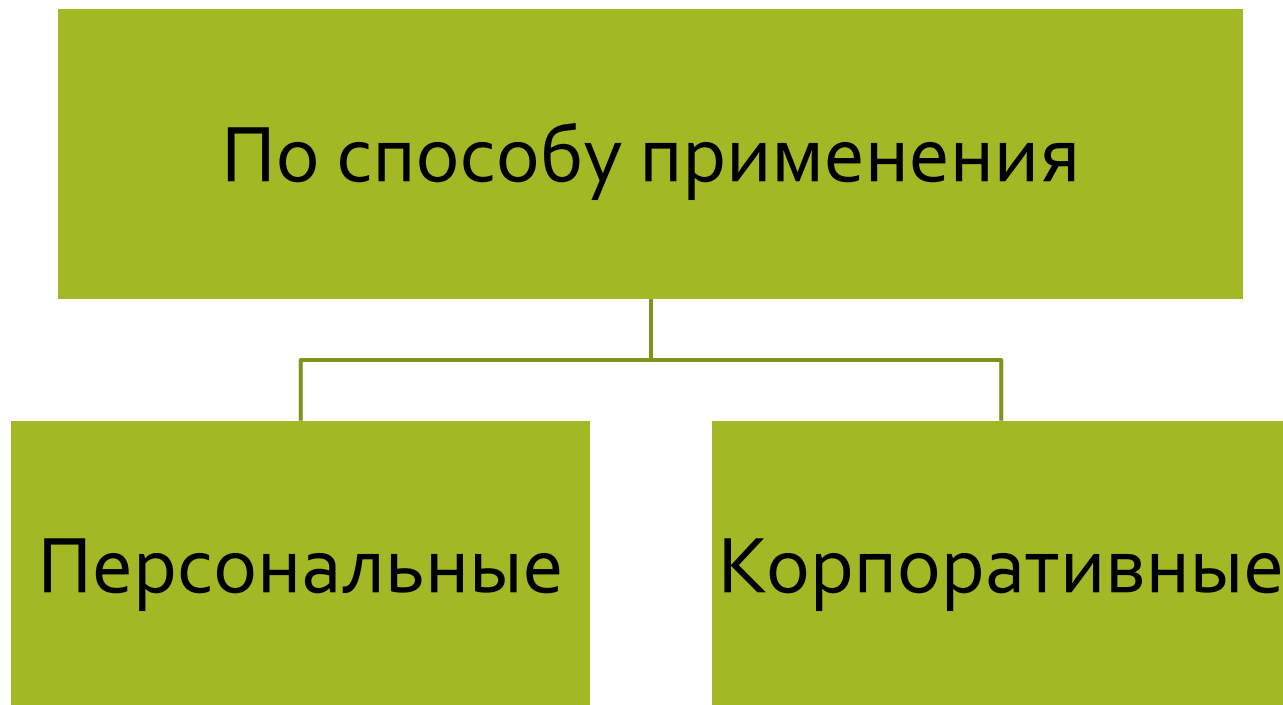 По способу применения
Персональные
Корпоративные